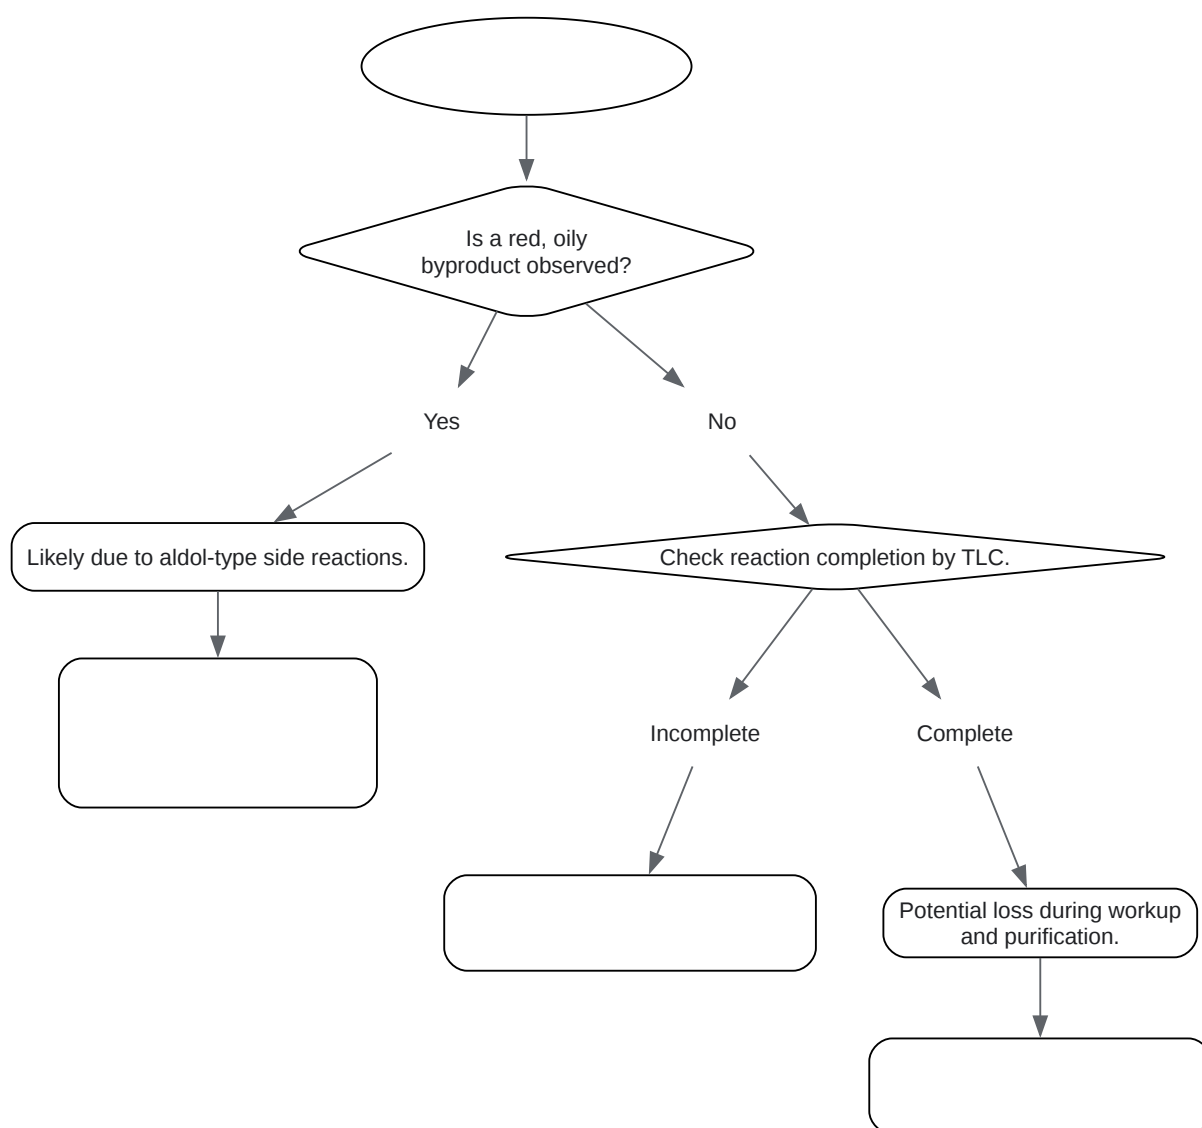 Is a red, oily
byproduct observed?
Yes
No
Likely due to aldol-type side reactions.
Check reaction completion by TLC.
Incomplete
Complete
Potential loss during workup
and purification.